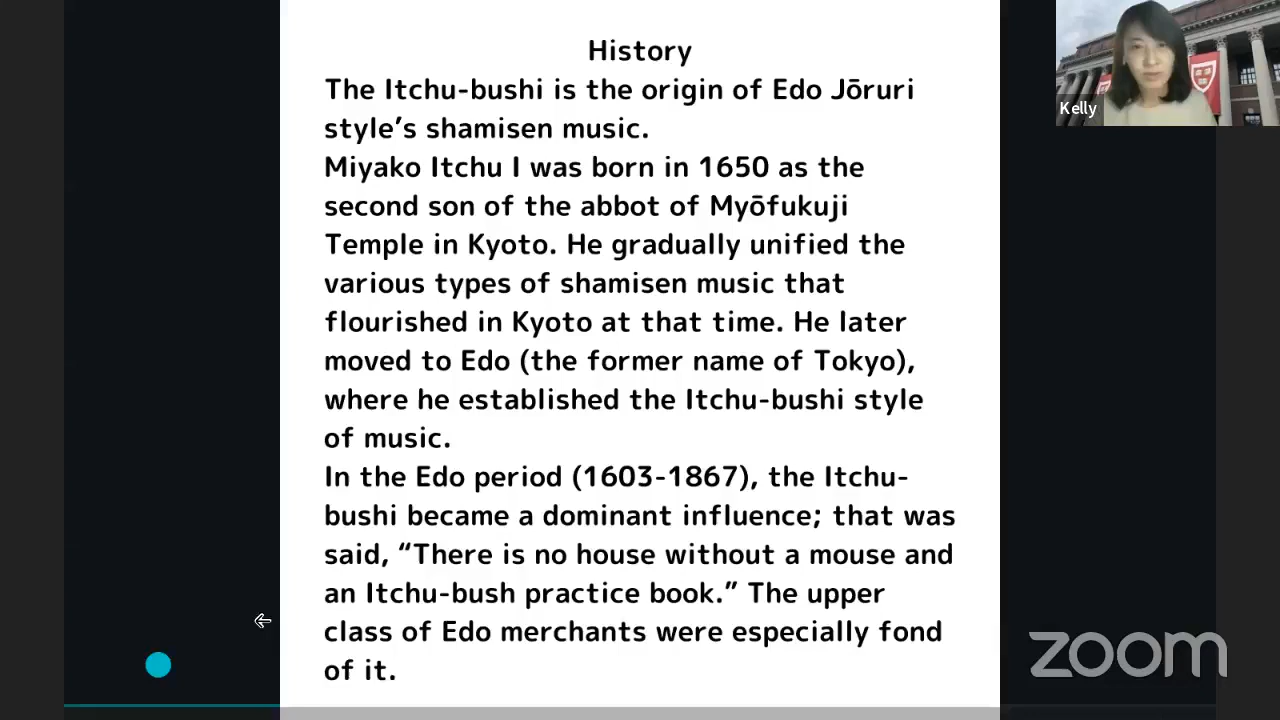 History
The Itchu-bushi is the origin of Edo Jōruri
style’s shamisen music.
Miyako Itchu I was born in 1650 as the
second son of the abbot of Myōfukuji
Temple in Kyoto. He gradually unified the
various types of shamisen music that
flourished in Kyoto at that time. He later
moved to Edo (the former name of Tokyo),
where he established the Itchu-bushi style
of music.
In the Edo period (1603-1867), the Itchu-
bushi became a dominant influence; that was
said, “There is no house without a mouse and
an Itchu-bush practice book.” The upper
class of Edo merchants were especially fond
of it.
Kelly
zoom